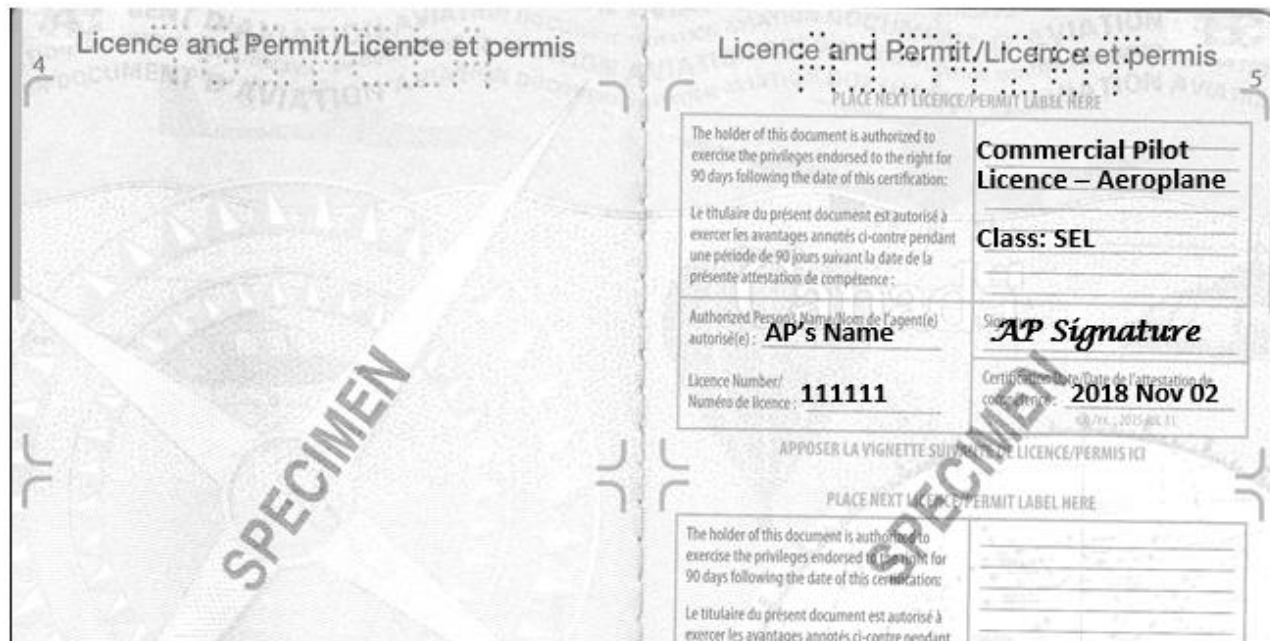 Licence and Permit/Licence et permis
4
SPECIMEN
Licence and Permit/Licence et permis
5
PLACE NEXT LICENCE/PERMIT LABEL HERE
The holder of this document is authorized to
exercise the privileges endorsed to the right for
90 days following the date of this certification:
Le titulaire du présent document est autorisé à
exercer les avantages annotés ci-contre pendant
une période de 90 jours suivant la date de la
présente attestation de compétence :
Commercial Pilot
Licence – Aeroplane
Class: SEL
Authorized Person's Name/Nom de l'agent(e)
autorisé(e) : AP's Name
Signature
AP Signature
Licence Number/
Numéro de licence : 111111
Certification Date/Date de l'attestation de
compétence : 2018 Nov 02
APPOSER LA VIGNETTE SUIVANTE DE LICENCE/PERMIS ICI
SPECIMEN
PLACE NEXT LICENCE/PERMIT LABEL HERE
The holder of this document is authorized to
exercise the privileges endorsed to the right for
90 days following the date of this certification:
Le titulaire du présent document est autorisé à
exercer les avantages annotés ci-contre pendant